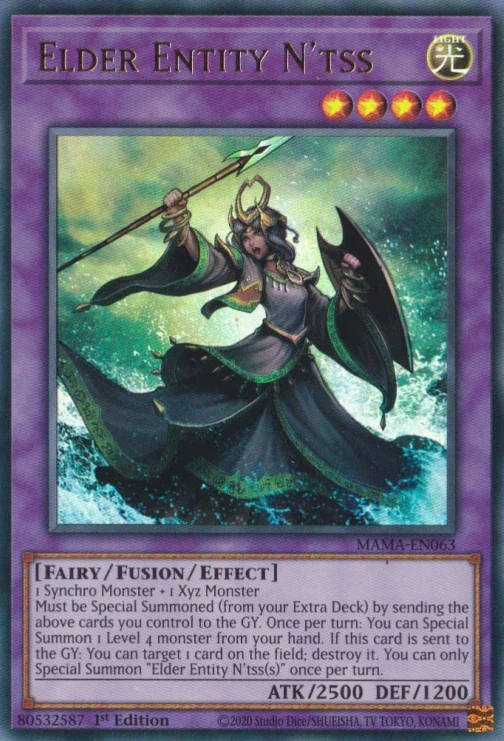 ELDER ENTITY N'TSS
LIGHT
光
MAMA-EN063
[FAIRY/FUSION/EFFECT]
1 Synchro Monster + 1 Xyz Monster
Must be Special Summoned (from your Extra Deck) by sending the
above cards you control to the GY. Once per turn: You can Special
Summon 1 Level 4 monster from your hand. If this card is sent to
the GY: You can target 1 card on the field; destroy it. You can only
Special Summon "Elder Entity N'tss(s)" once per turn.
ATK/2500 DEF/1200
80532587 1st Edition ©2020 Studio Dice/SHUEISHA, TV TOKYO, KONAMI